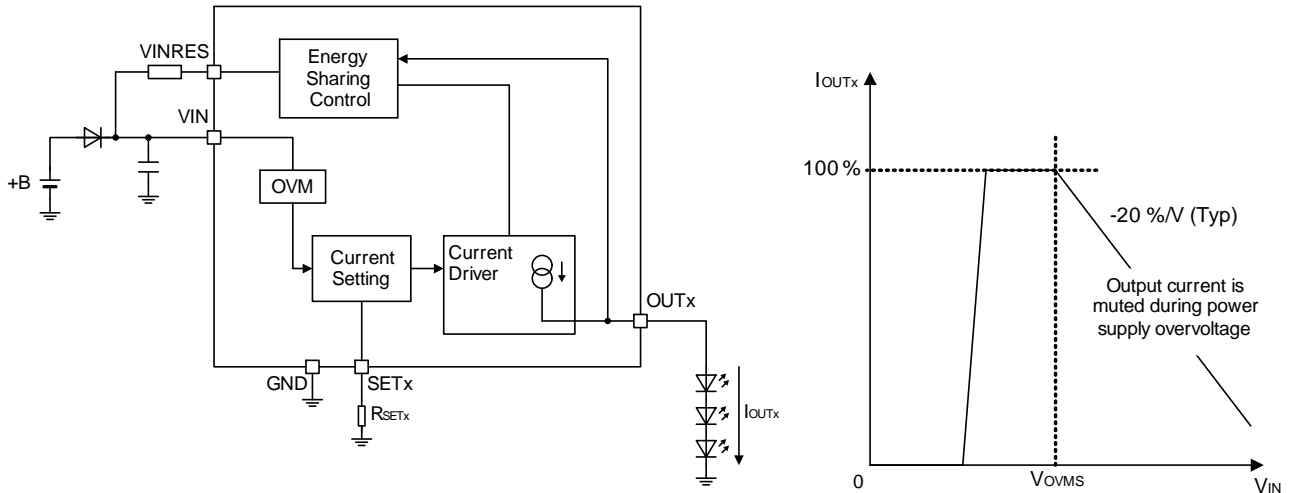 VINRES
Energy
Sharing
Control
VIN
+B
OVM
Current
Setting
Current
Driver
OUTx
GND
SETx
RSETx
IOUTx
IOUTx
100 %
-20 %/V (Typ)
Output current is
muted during power
supply overvoltage
0
VOVMS
VIN